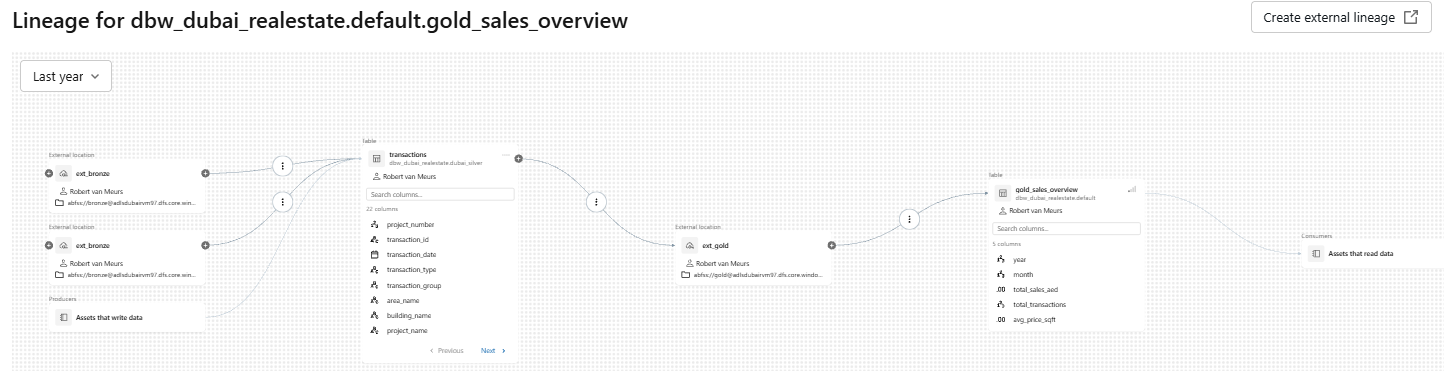 Lineage for dbw_dubai_realestate.default.gold_sales_overview
Create external lineage
Last year
External location
ext_bronze
Robert van Meurs
abfss://bronze@adlsdubairvm97.dfs.core.win...
External location
ext_bronze
Robert van Meurs
abfss://bronze@adlsdubairvm97.dfs.core.win...
Producers
Assets that write data
Table
transactions
dbw_dubai_realestate.dubai_silver
Robert van Meurs
Search columns...
22 columns
project_number
transaction_id
transaction_date
transaction_type
transaction_group
area_name
building_name
project_name
Previous
Next
External location
ext_gold
Robert van Meurs
abfss://gold@adlsdubairvm97.dfs.core.windo...
Table
gold_sales_overview
dbw_dubai_realestate.default
Robert van Meurs
Search columns...
5 columns
year
month
.00 total_sales_aed
total_transactions
.00 avg_price_sqft
Consumers
Assets that read data